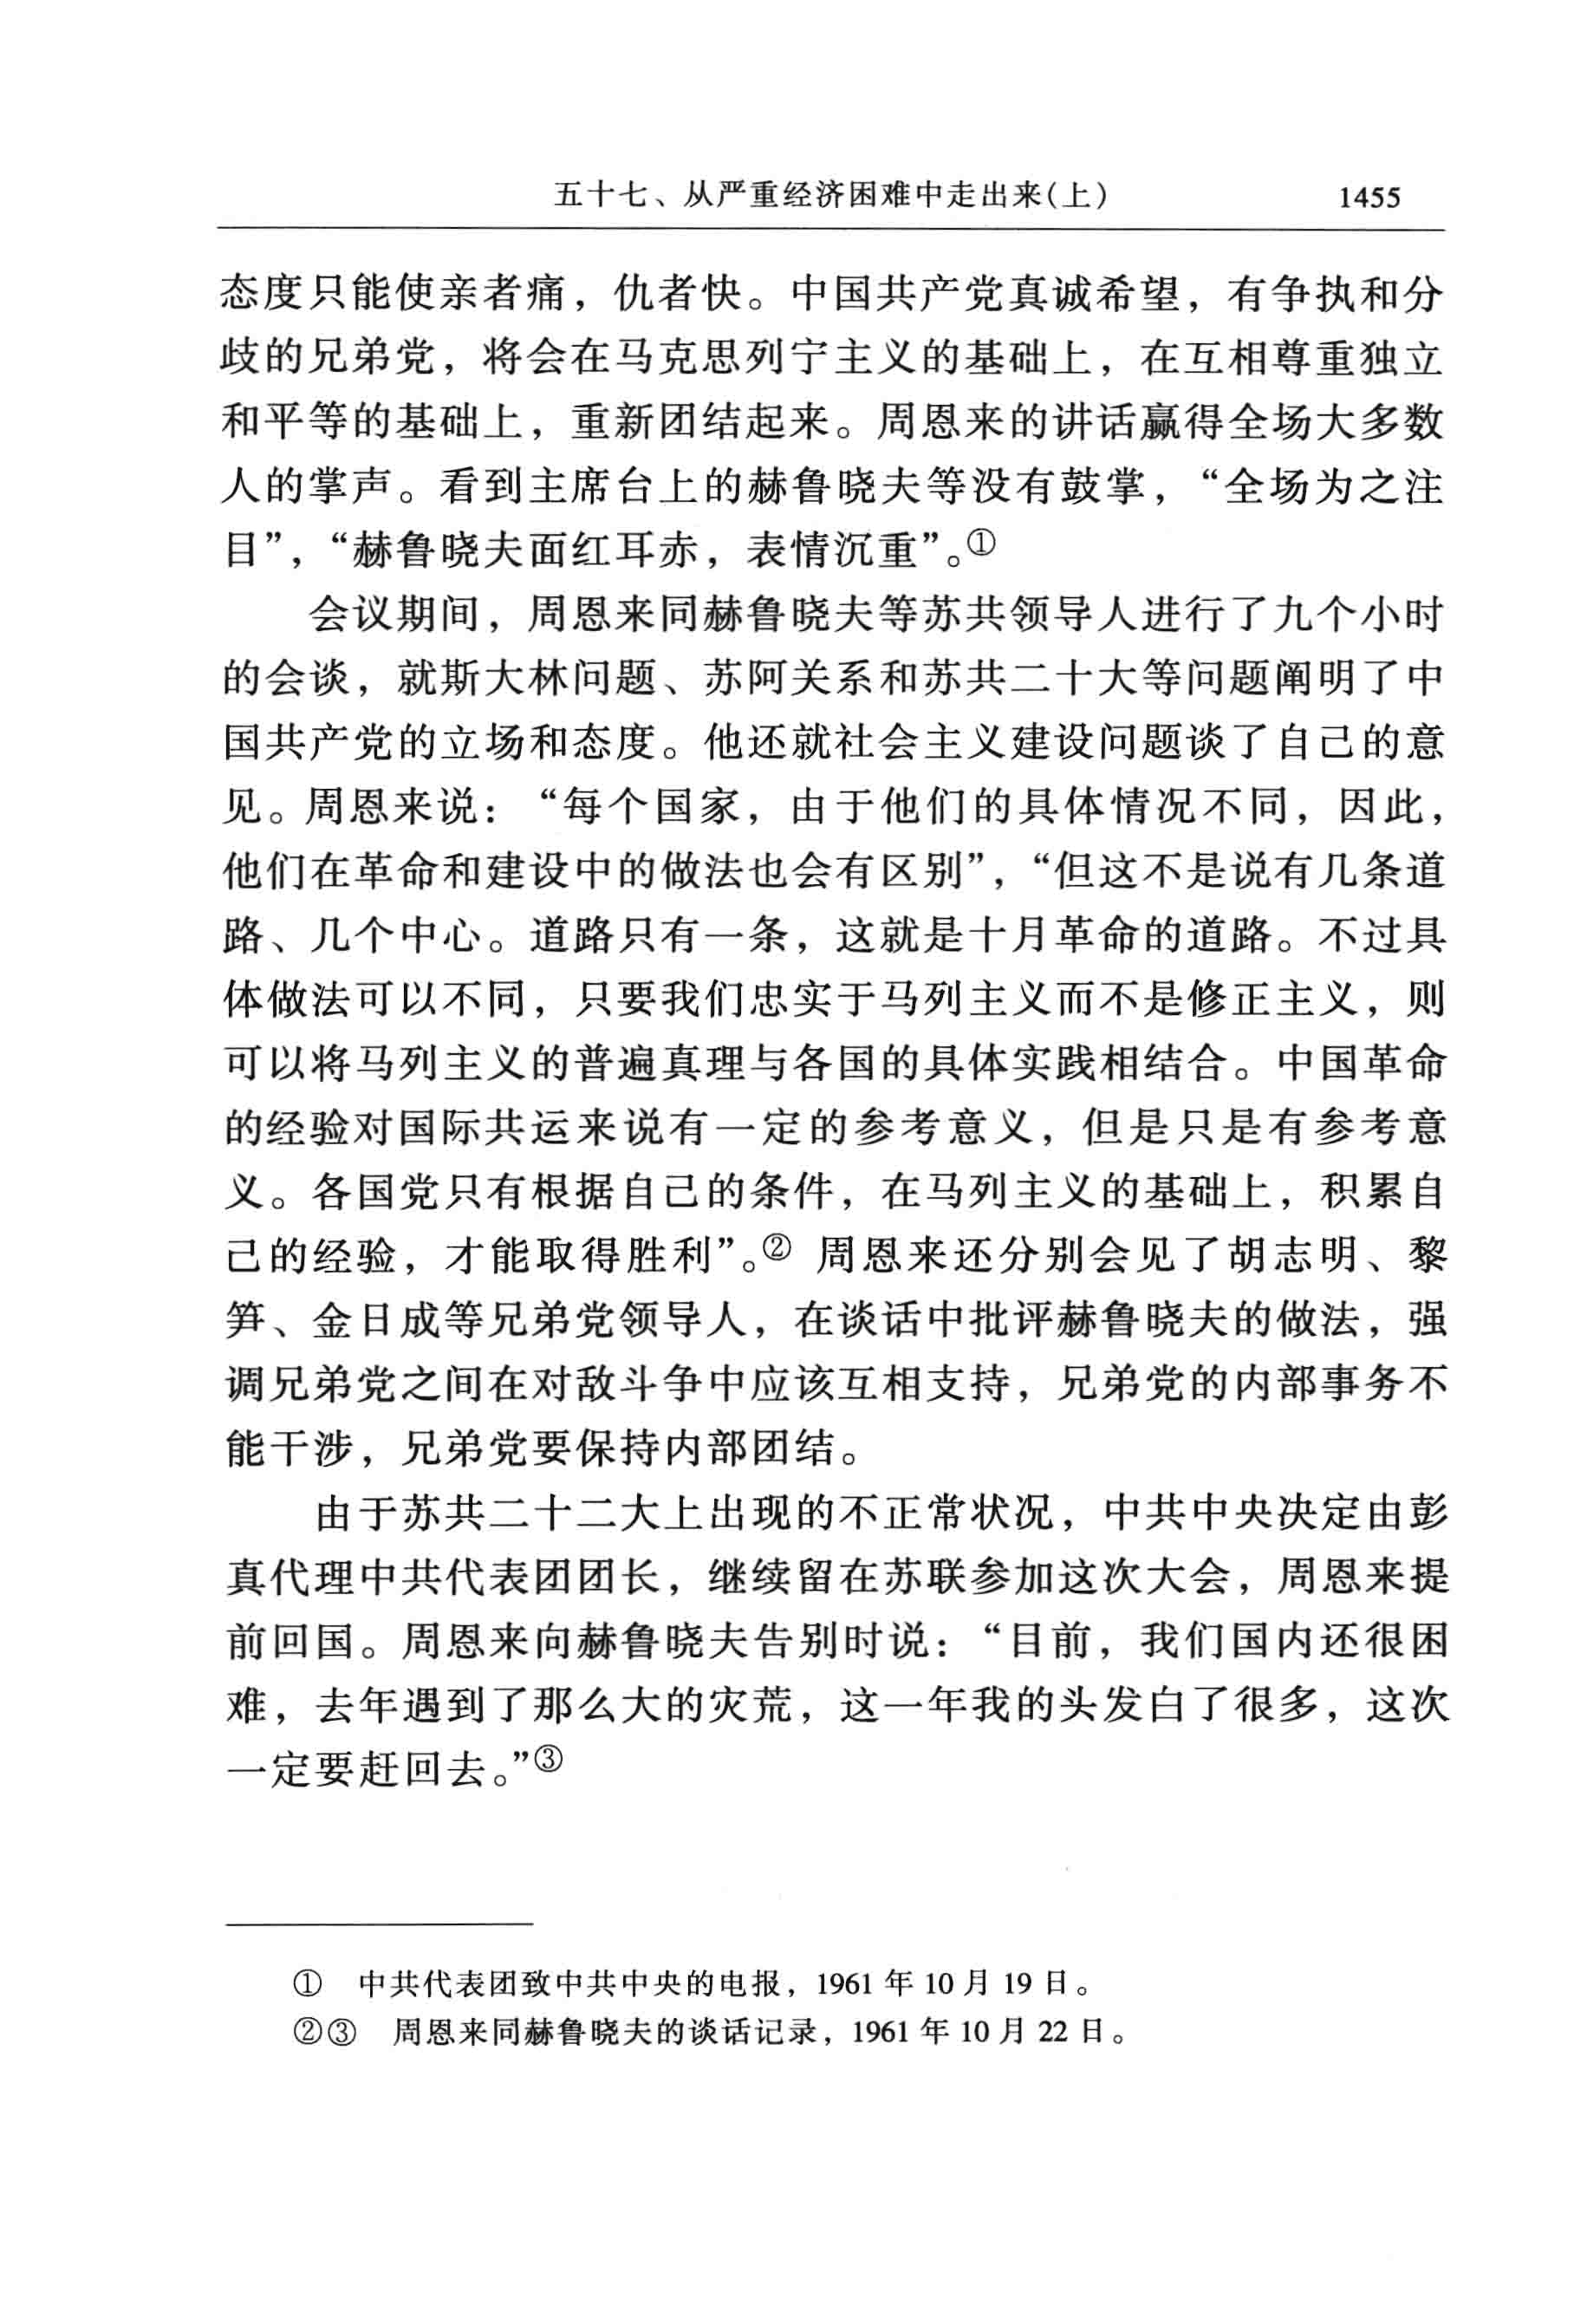 五十七、从严重经济困难中走出来(上) 1455
态度只能使亲者痛，仇者快。中国共产党真诚希望，有争执和分
歧的兄弟党，将会在马克思列宁主义的基础上，在互相尊重独立
和平等的基础上，重新团结起来。周恩来的讲话赢得全场大多数
人的掌声。看到主席台上的赫鲁晓夫等没有鼓掌，“全场为之注
目”，“赫鲁晓夫面红耳赤，表情沉重”。①
会议期间，周恩来同赫鲁晓夫等苏共领导人进行了九个小时
的会谈，就斯大林问题、苏阿关系和苏共二十大等问题阐明了中
国共产党的立场和态度。他还就社会主义建设问题谈了自己的意
见。周恩来说：“每个国家，由于他们的具体情况不同，因此，
他们在革命和建设中的做法也会有区别”，“但这不是说有几条道
路、几个中心。道路只有一条，这就是十月革命的道路。不过具
体做法可以不同，只要我们忠实于马列主义而不是修正主义，则
可以将马列主义的普遍真理与各国的具体实践相结合。中国革命
的经验对国际共运来说有一定的参考意义，但是只是有参考意
义。各国党只有根据自己的条件，在马列主义的基础上，积累自
己的经验，才能取得胜利”。② 周恩来还分别会见了胡志明、黎
笋、金日成等兄弟党领导人，在谈话中批评赫鲁晓夫的做法，强
调兄弟党之间在对敌斗争中应该互相支持，兄弟党的内部事务不
能干涉，兄弟党要保持内部团结。
由于苏共二十二大上出现的不正常状况，中共中央决定由彭
真代理中共代表团团长，继续留在苏联参加这次大会，周恩来提
前回国。周恩来向赫鲁晓夫告别时说：“目前，我们国内还很困
难，去年遇到了那么大的灾荒，这一年我的头发白了很多，这次
一定要赶回去。”③
① 中共代表团致中共中央的电报，1961 年 10 月 19 日。
②③ 周恩来同赫鲁晓夫的谈话记录，1961 年 10 月 22 日。